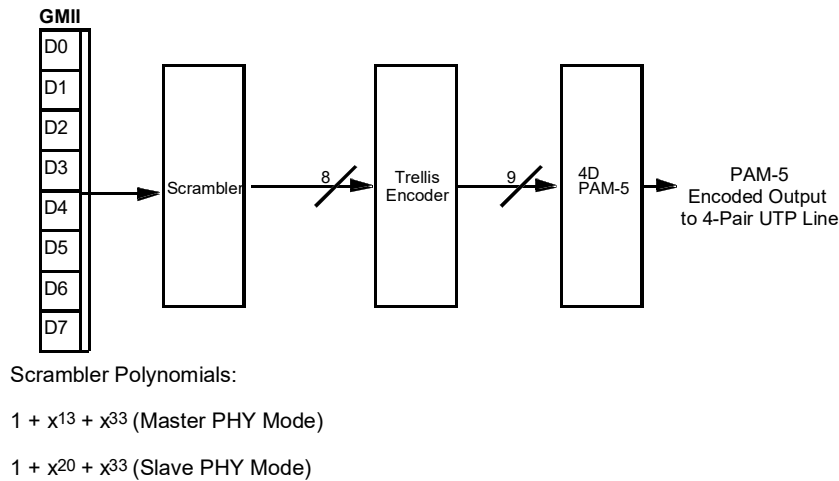 GMII
D0
D1
D2
D3
D4
D5
D6
D7
Scrambler
8
Trellis
Encoder
9
4D
PAM-5
PAM-5
Encoded Output
to 4-Pair UTP Line
Scrambler Polynomials:
1 + x13 + x33 (Master PHY Mode)
1 + x20 + x33 (Slave PHY Mode)